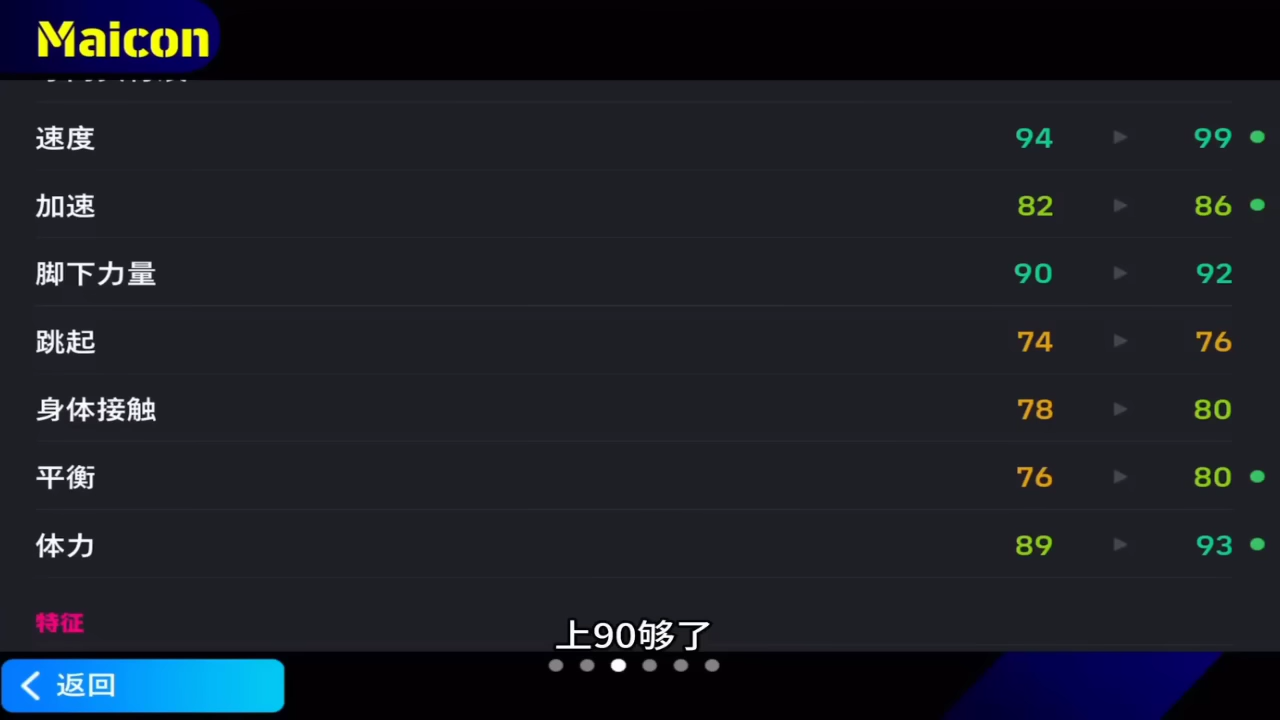 Maicon
速度 94 ▶ 99
加速 82 ▶ 86
脚下力量 90 ▶ 92
跳起 74 ▶ 76
身体接触 78 ▶ 80
平衡 76 ▶ 80
体力 89 ▶ 93
特征
上90够了
返回